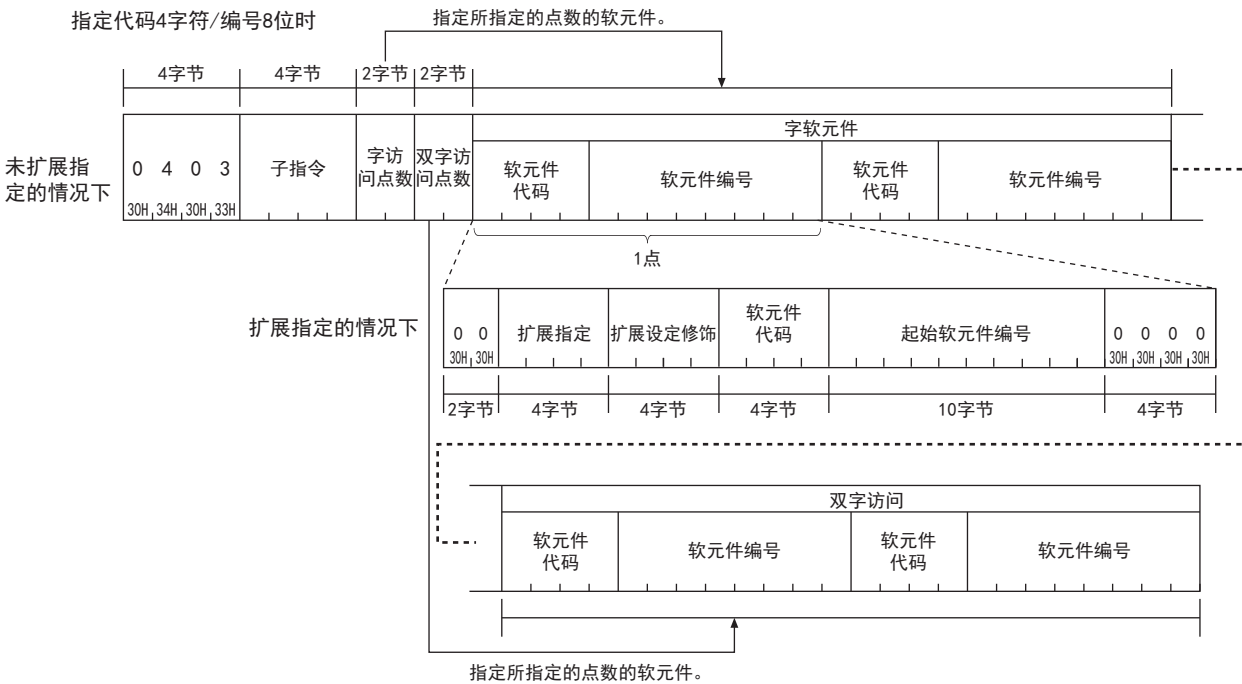 指定代码4字符/编号8位时
指定所指定的点数的软元件。
4字节 4字节 2字节 2字节
字软元件
未扩展指
定的情况下
0 4 0 3
30H 34H 30H 33H
子指令
字访
问点数
双字访
问点数
软元件
代码
软元件编号
软元件
代码
软元件编号
1点
扩展指定的情况下
0 0
30H 30H
扩展指定
扩展设定修饰
软元件
代码
起始软元件编号
0 0 0 0
30H 30H 30H 30H
2字节 4字节 4字节 4字节 10字节 4字节
双字访问
软元件
代码
软元件编号
软元件
代码
软元件编号
指定所指定的点数的软元件。